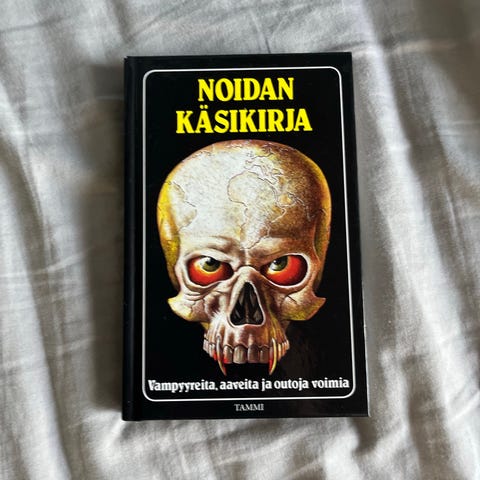 NOIDAN
KÄSIKIRJA
Vampyyreita, aaveita ja outoja voimia
TAMMI